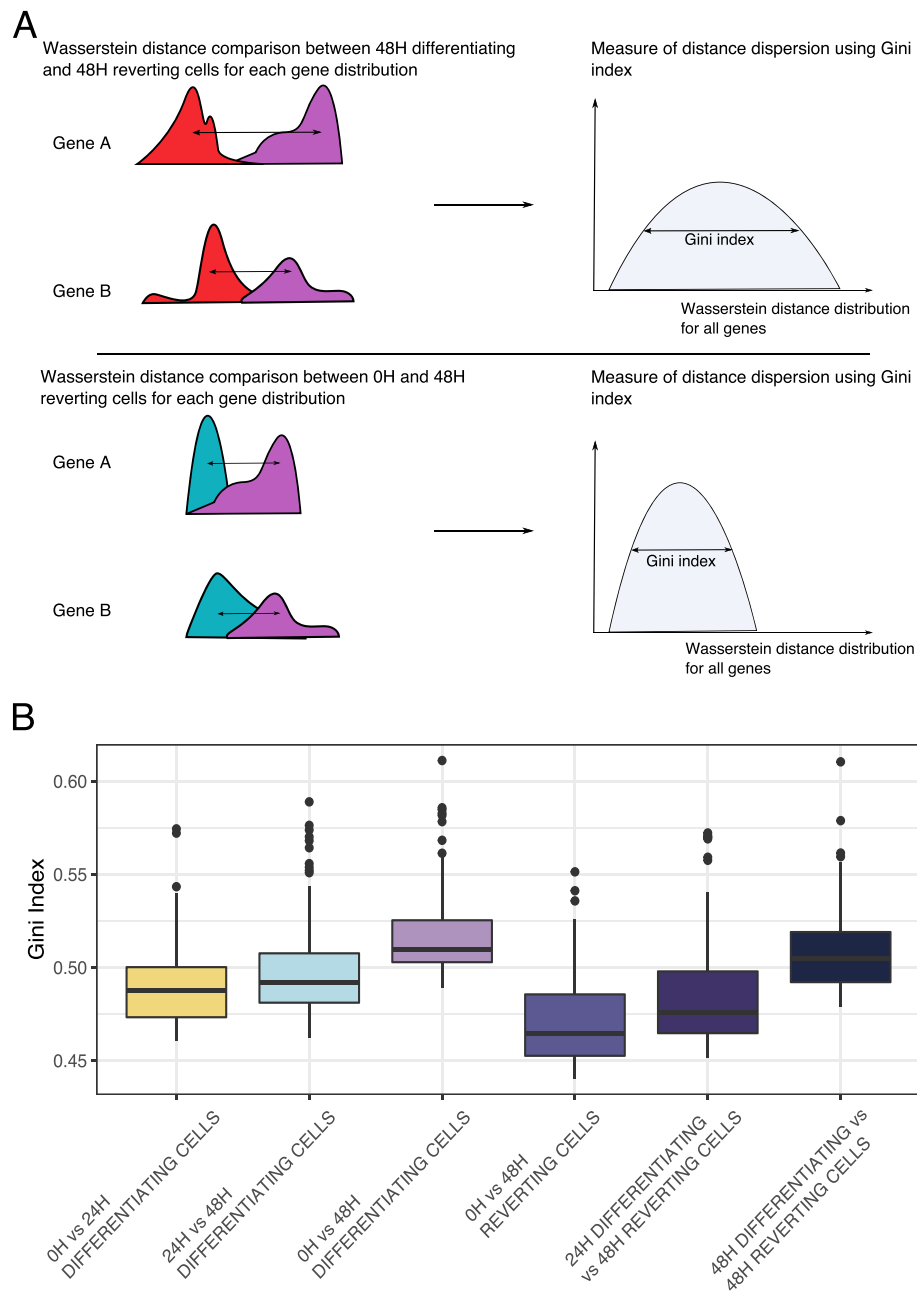 A
Wasserstein distance comparison between 48H differentiating
and 48H reverting cells for each gene distribution
Measure of distance dispersion using Gini
index
Gene A
Gene B
Gini index
Wasserstein distance distribution
for all genes
Wasserstein distance comparison between 0H and 48H
reverting cells for each gene distribution
Measure of distance dispersion using Gini
index
Gene A
Gene B
Gini index
Wasserstein distance distribution
for all genes
B
Gini Index
0.60
0.55
0.50
0.45
0H vs 24H
DIFFERENTIATING CELLS
24H vs 48H
DIFFERENTIATING CELLS
0H vs 48H
DIFFERENTIATING CELLS
0H vs 48H
REVERTING CELLS
24H DIFFERENTIATING
vs 48H REVERTING CELLS
48H DIFFERENTIATING vs
48H REVERTING CELLS